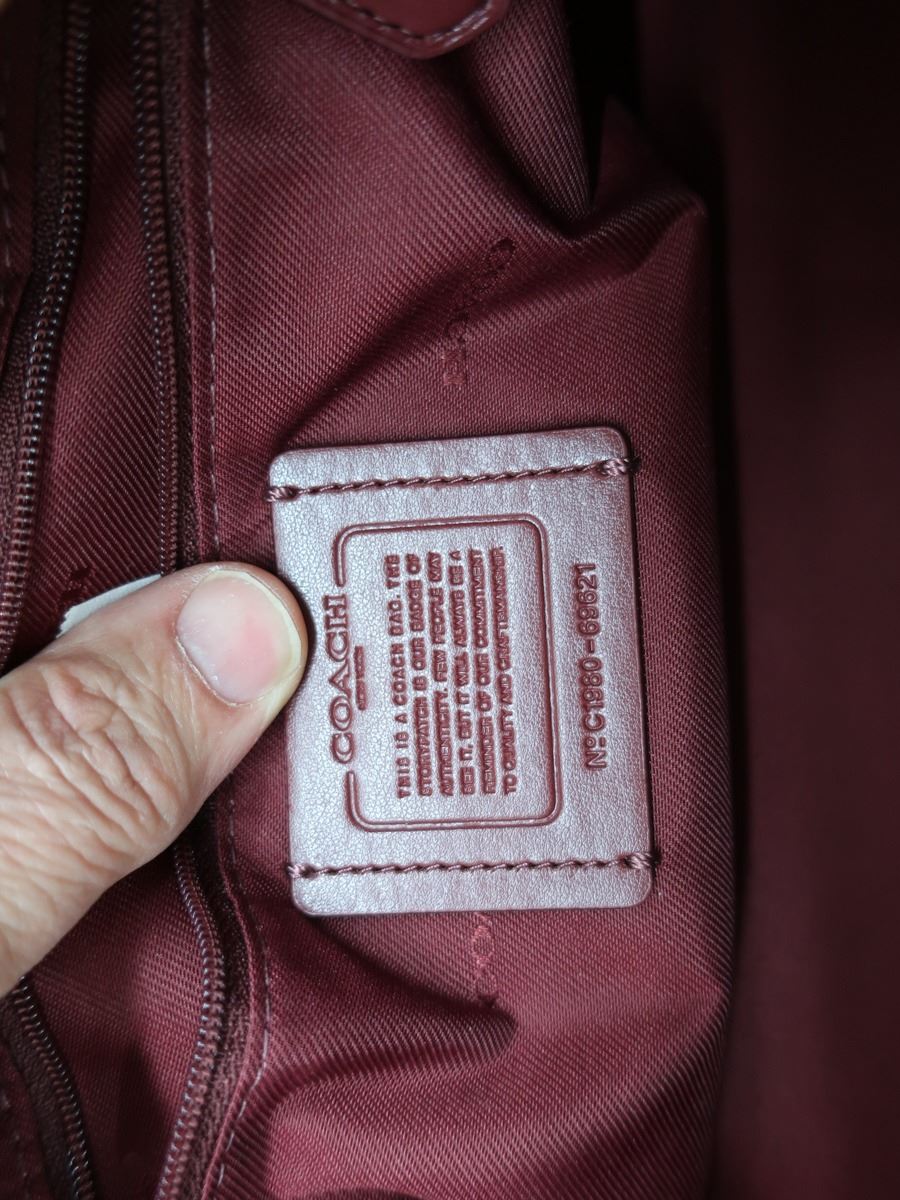 COACH
THIS IS A COACH BAG. THE
STORYPATCH IS OUR BADGE OF
AUTHENTICITY. FEW PEOPLE MAY
SEE IT, BUT IT WILL ALWAYS BE A
REMINDER OF OUR COMMITMENT
TO QUALITY AND CRAFTSMANSHIP.
Nº C1980-69621